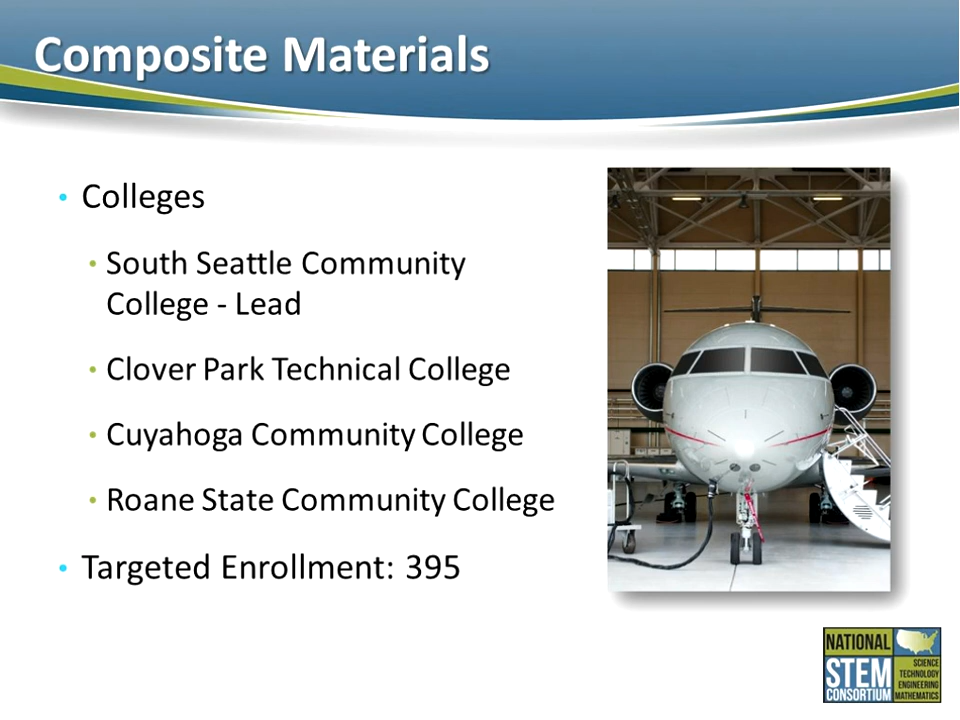 Composite Materials
• Colleges
• South Seattle Community
College - Lead
• Clover Park Technical College
• Cuyahoga Community College
• Roane State Community College
• Targeted Enrollment: 395
NATIONAL
STEM
CONSORTIUM
SCIENCE
TECHNOLOGY
ENGINEERING
MATHEMATICS